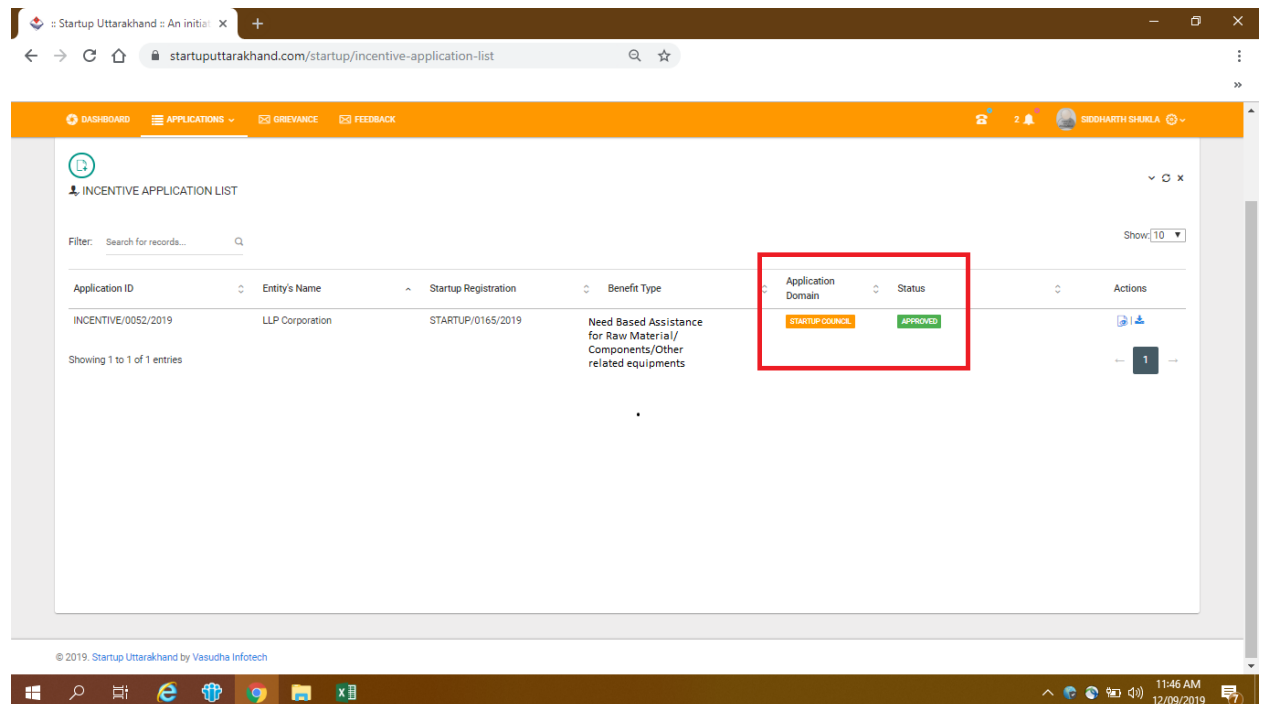 :: Startup Uttarakhand :: An initiat
startuputtarakhand.com/startup/incentive-application-list
DASHBOARD APPLICATIONS GRIEVANCE FEEDBACK 2 SIDDHARTH SHUKLA
INCENTIVE APPLICATION LIST
Filter: Search for records... Show: 10
Application ID Entity's Name Startup Registration Benefit Type Application Domain Status Actions
INCENTIVE/0052/2019 LLP Corporation STARTUP/0165/2019 Need Based Assistance STARTUP COUNCIL APPROVED
for Raw Material/
Components/Other
related equipments
Showing 1 to 1 of 1 entries
← 1 →
© 2019. Startup Uttarakhand by Vasudha Infotech
11:46 AM
12/09/2019
7